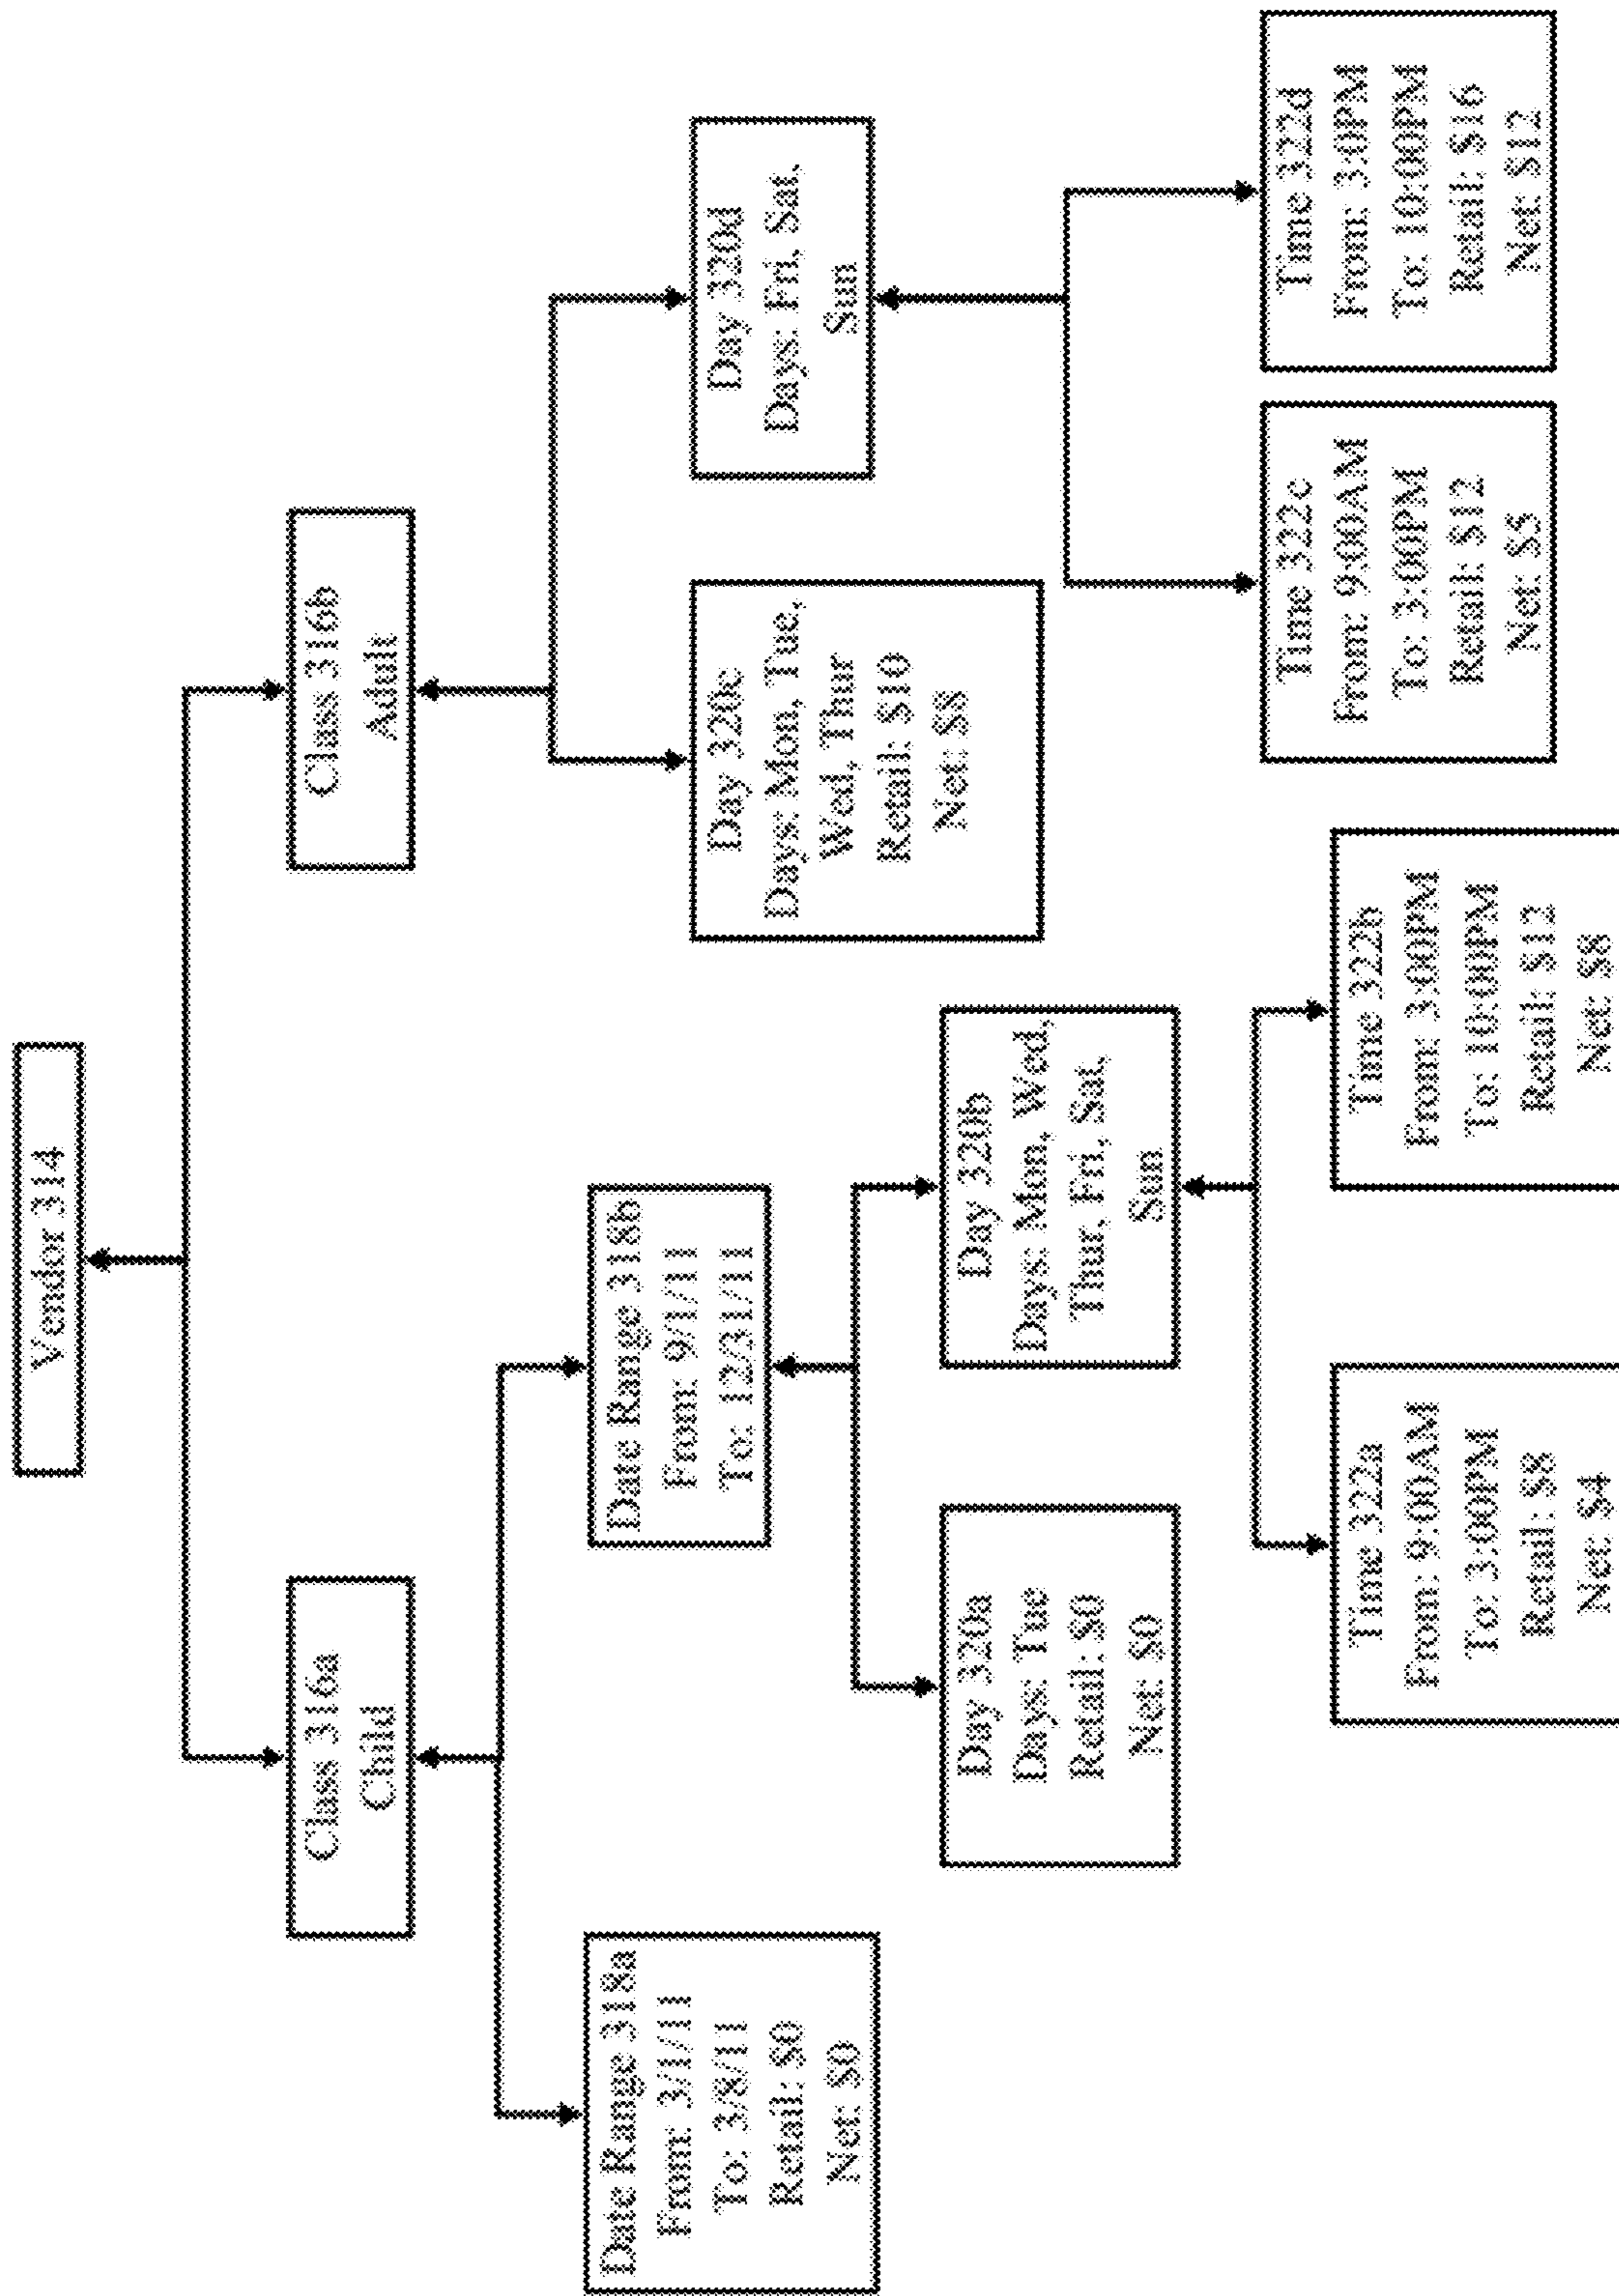 Vendor 314
Class 316a
Child
Class 316b
Adult
Date Range 318a
From: 3/1/11
To: 3/8/11
Retail: $0
Net: $0
Date Range 318b
From: 9/1/11
To: 12/31/11
Day 320c
Days: Mon, Tue,
Wed, Thur
Retail: $10
Net: $8
Day 320d
Days: Fri, Sat,
Sun
Day 320a
Days: Tue
Retail: $0
Net: $0
Day 320b
Days: Mon, Wed,
Thur, Fri, Sat,
Sun
Time 322a
From: 9:00AM
To: 3:00PM
Retail: $8
Net: $4
Time 322b
From: 3:00PM
To: 10:00PM
Retail: $12
Net: $8
Time 322c
From: 9:00AM
To: 3:00PM
Retail: $12
Net: $5
Time 322d
From: 3:0PM
To: 10:00PM
Retail: $16
Net: $12